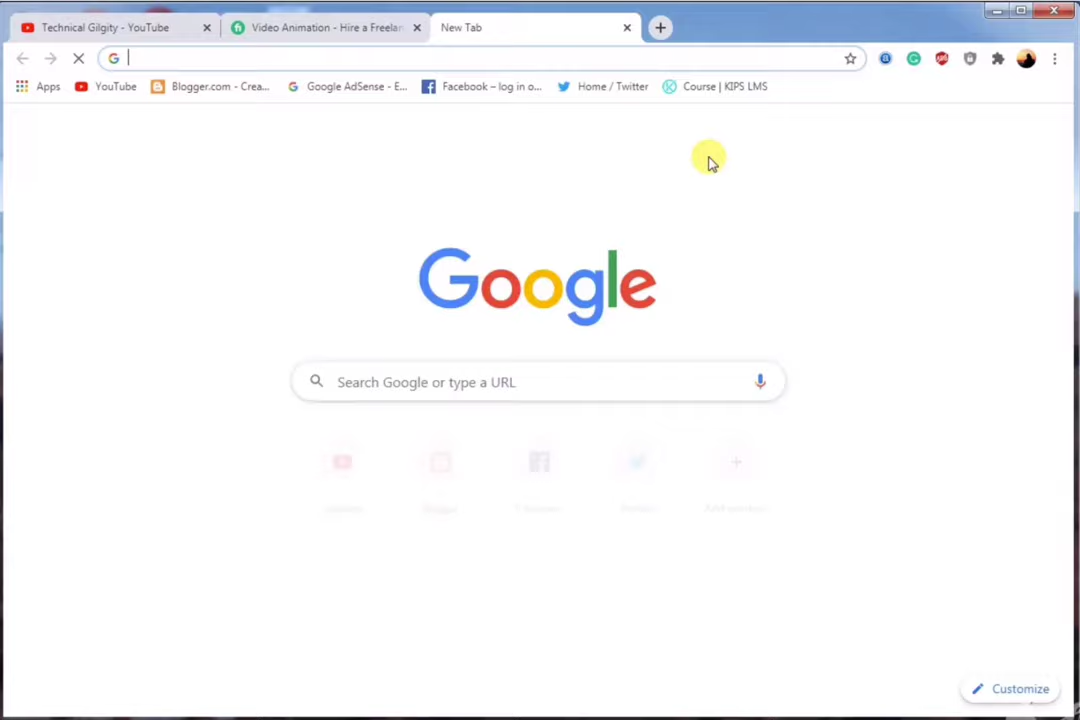 Technical Gilgity - YouTube
Video Animation - Hire a Freelan
New Tab
Apps
YouTube
Blogger.com - Crea...
Google AdSense - E...
Facebook – log in o...
Home / Twitter
Course | KIPS LMS
Google
Search Google or type a URL
Customize